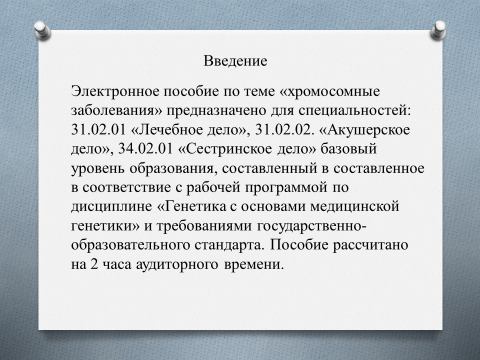 Введение
Электронное пособие по теме «хромосомные
заболевания» предназначено для специальностей:
31.02.01 «Лечебное дело», 31.02.02. «Акушерское
дело», 34.02.01 «Сестринское дело» базовый
уровень образования, составленный в составленное
в соответствие с рабочей программой по
дисциплине «Генетика с основами медицинской
генетики» и требованиями государственно-
образовательного стандарта. Пособие рассчитано
на 2 часа аудиторного времени.